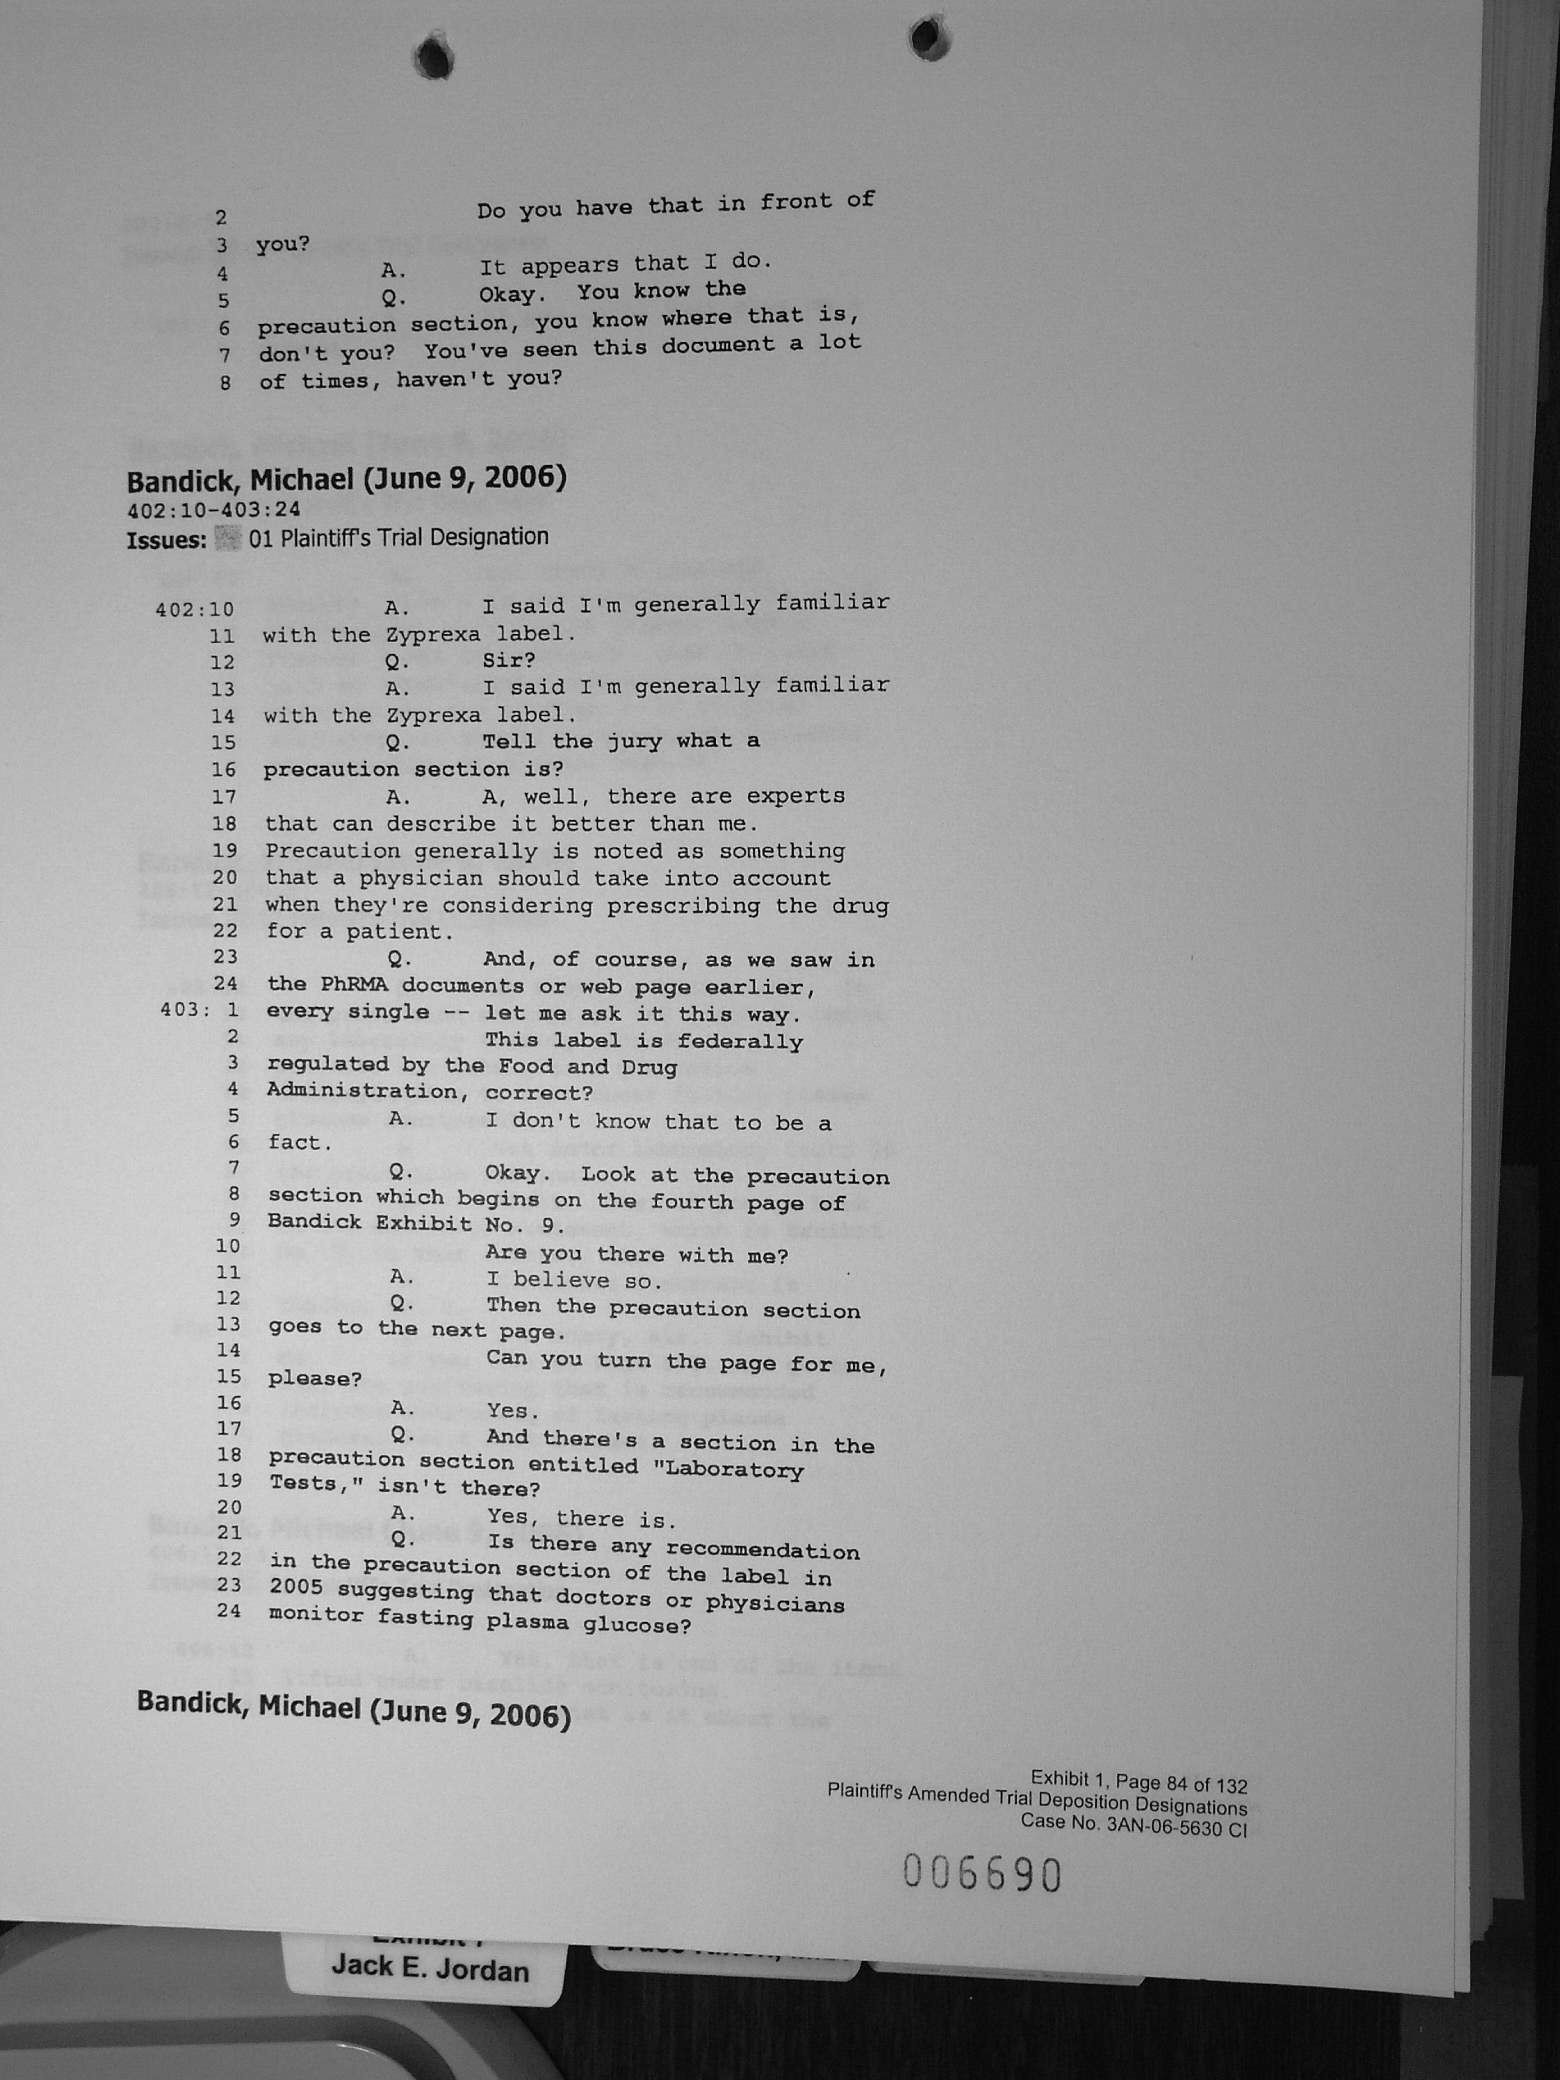 2 Do you have that in front of
3 you?
4 A. It appears that I do.
5 Q. Okay. You know the
6 precaution section, you know where that is,
7 don't you? You've seen this document a lot
8 of times, haven't you?
Bandick, Michael (June 9, 2006)
402:10-403:24
Issues: 01 Plaintiff's Trial Designation
402:10 A. I said I'm generally familiar
11 with the Zyprexa label.
12 Q. Sir?
13 A. I said I'm generally familiar
14 with the Zyprexa label.
15 Q. Tell the jury what a
16 precaution section is?
17 A. A, well, there are experts
18 that can describe it better than me.
19 Precaution generally is noted as something
20 that a physician should take into account
21 when they're considering prescribing the drug
22 for a patient.
23 Q. And, of course, as we saw in
24 the PhRMA documents or web page earlier,
403: 1 every single -- let me ask it this way.
2 This label is federally
3 regulated by the Food and Drug
4 Administration, correct?
5 A. I don't know that to be a
6 fact.
7 Q. Okay. Look at the precaution
8 section which begins on the fourth page of
9 Bandick Exhibit No. 9.
10 Are you there with me?
11 A. I believe so.
12 Q. Then the precaution section
13 goes to the next page.
14 Can you turn the page for me,
15 please?
16 A. Yes.
17 Q. And there's a section in the
18 precaution section entitled "Laboratory
19 Tests," isn't there?
20 A. Yes, there is.
21 Q. Is there any recommendation
22 in the precaution section of the label in
23 2005 suggesting that doctors or physicians
24 monitor fasting plasma glucose?
Bandick, Michael (June 9, 2006)
Exhibit 1, Page 84 of 132
Plaintiff's Amended Trial Deposition Designations
Case No. 3AN-06-5630 CI
006690
Jack E. Jordan